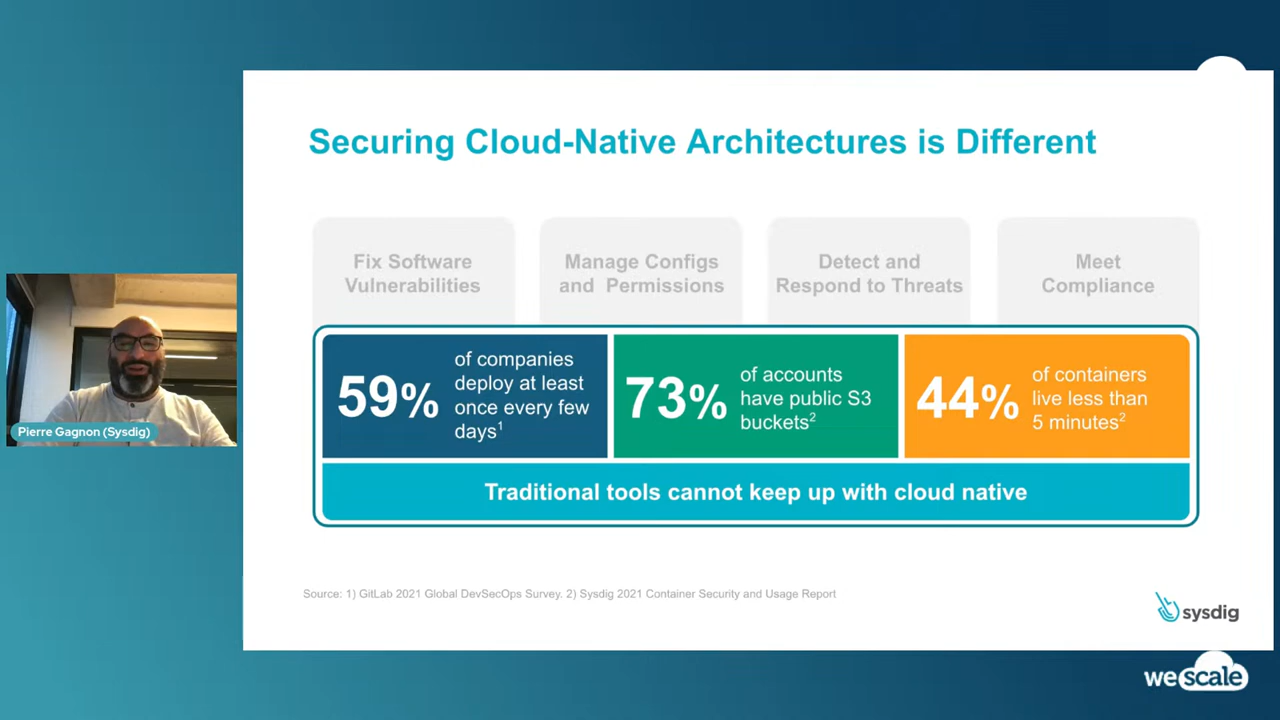 Securing Cloud-Native Architectures is Different
Fix Software
Vulnerabilities
Manage Configs
and Permissions
Detect and
Respond to Threats
Meet
Compliance
59%
of companies
deploy at least
once every few
days1
73%
of accounts
have public S3
buckets2
44%
of containers
live less than
5 minutes2
Traditional tools cannot keep up with cloud native
Pierre Gagnon (Sysdig)
Source: 1) GitLab 2021 Global DevSecOps Survey. 2) Sysdig 2021 Container Security and Usage Report
sysdig
wescale